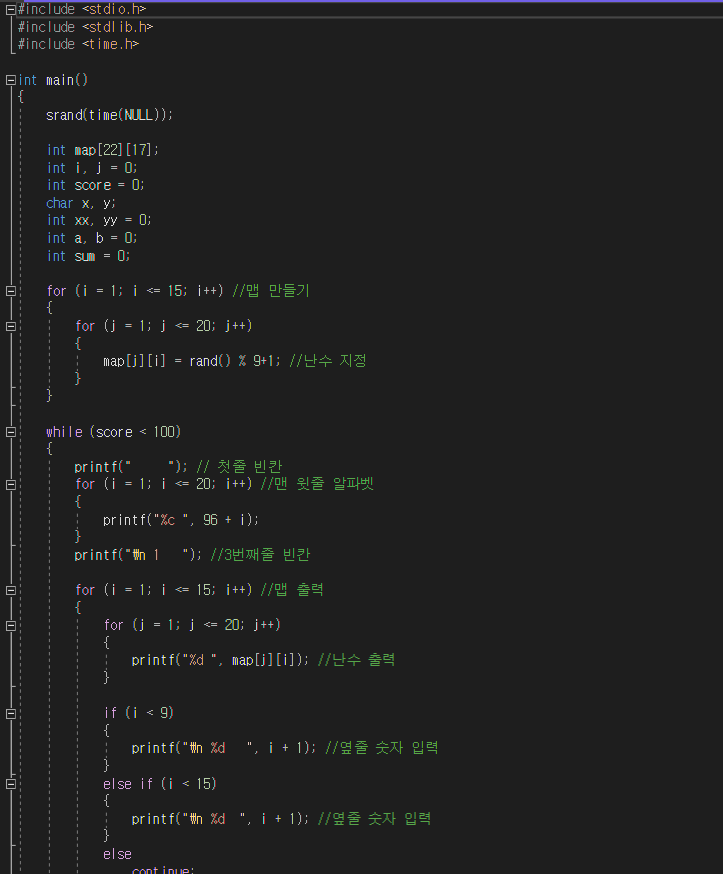 #include <stdio.h>
#include <stdlib.h>
#include <time.h>
int main()
{
srand(time(NULL));
int map[22][17];
int i, j = 0;
int score = 0;
char x, y;
int xx, yy = 0;
int a, b = 0;
int sum = 0;
for (i = 1; i <= 15; i++) //맵 만들기
{
for (j = 1; j <= 20; j++)
{
map[j][i] = rand() % 9+1; //난수 지정
}
}
while (score < 100)
{
printf("     "); // 첫줄 빈칸
for (i = 1; i <= 20; i++) //맨 윗줄 알파벳
{
printf("%c ", 96 + i);
}
printf("₩n 1   "); //3번째줄 빈칸
for (i = 1; i <= 15; i++) //맵 출력
{
for (j = 1; j <= 20; j++)
{
printf("%d ", map[j][i]); //난수 출력
}
if (i < 9)
{
printf("₩n %d   ", i + 1); //옆줄 숫자 입력
}
else if (i < 15)
{
printf("₩n %d  ", i + 1); //옆줄 숫자 입력
}
else
continue;